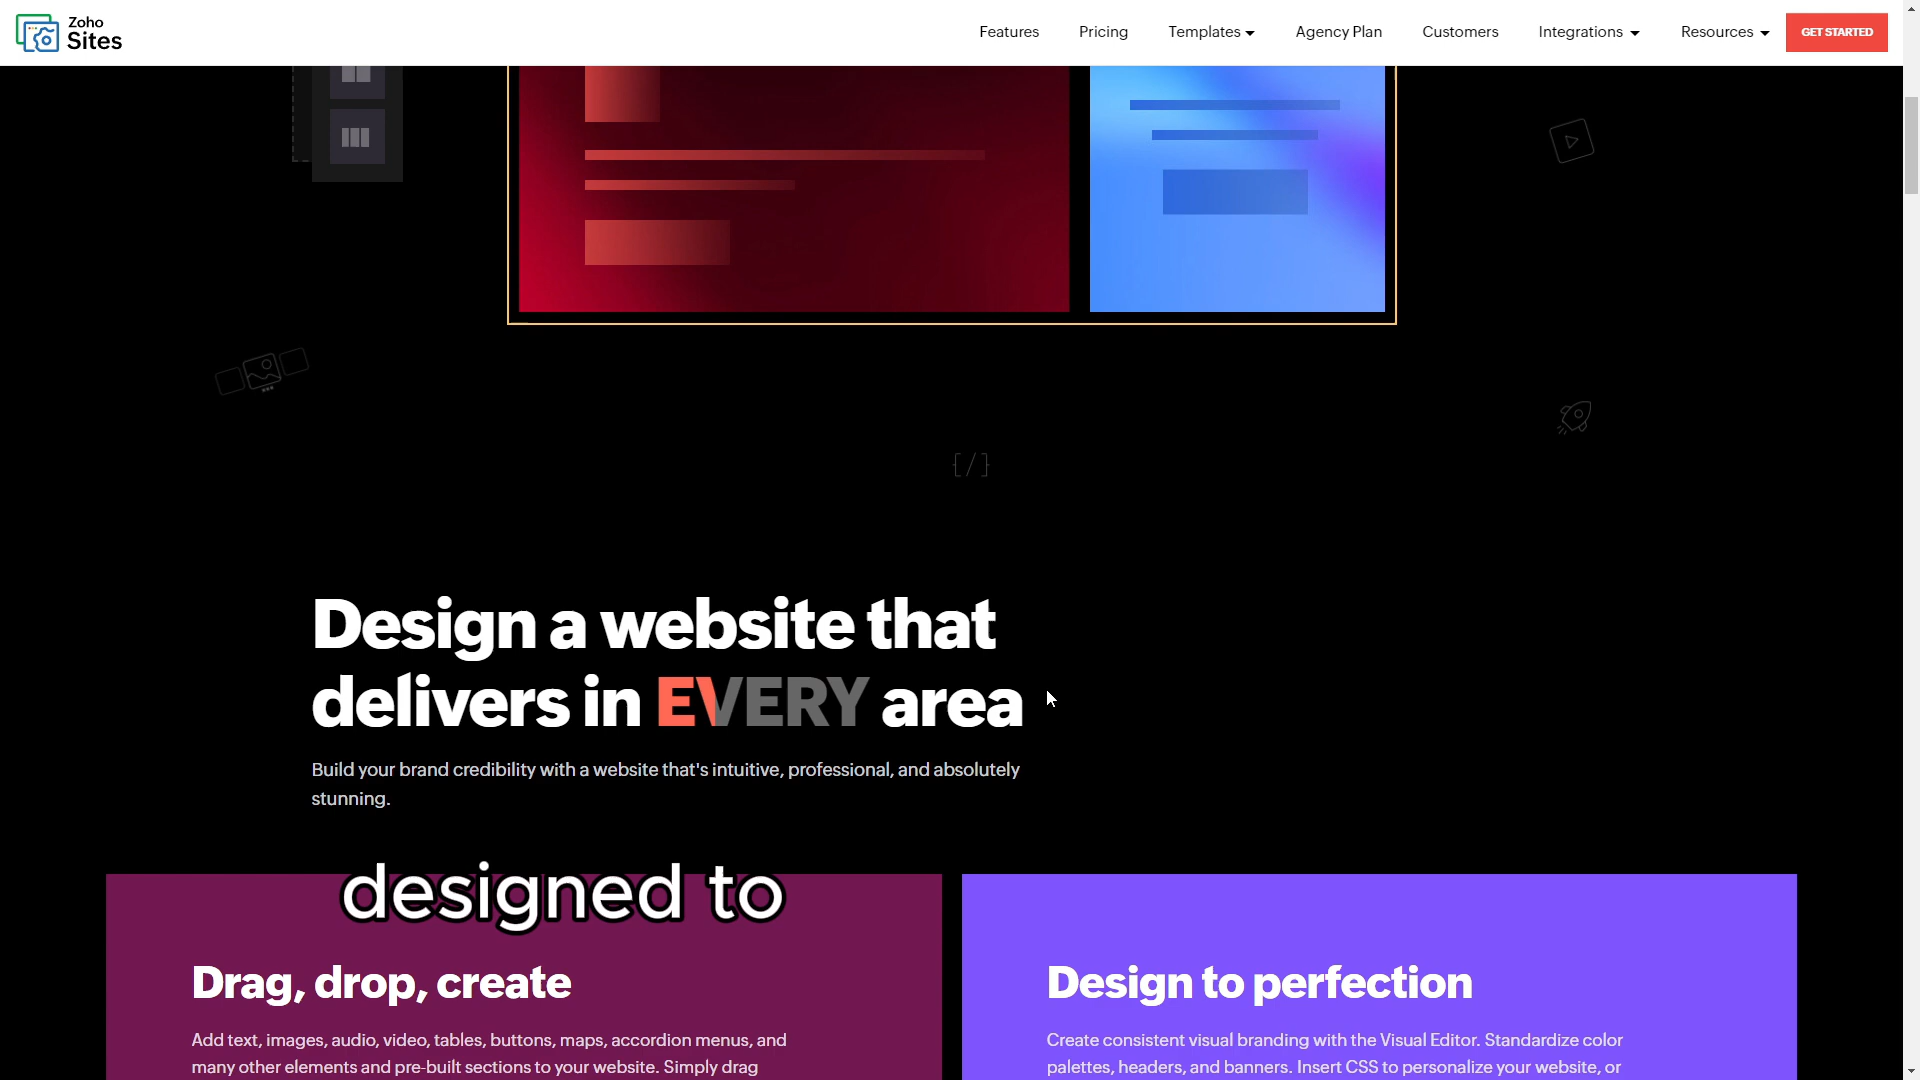 Zoho
Sites
Features
Pricing
Templates
Agency Plan
Customers
Integrations
Resources
GET STARTED
{/}
Design a website that
delivers in EVERY area
Build your brand credibility with a website that's intuitive, professional, and absolutely
stunning.
designed to
Drag, drop, create
Add text, images, audio, video, tables, buttons, maps, accordion menus, and
many other elements and pre-built sections to your website. Simply drag
Design to perfection
Create consistent visual branding with the Visual Editor. Standardize color
palettes, headers, and banners. Insert CSS to personalize your website, or